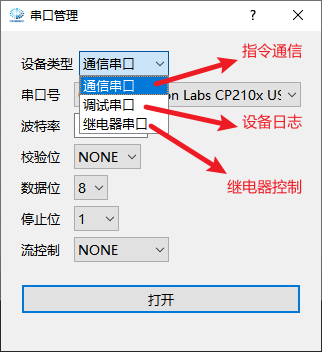 串口管理
?
设备类型 通信串口
指令通信
通信串口
串口号 on Labs CP210x US
调试串口
设备日志
波特率
继电器串口
校验位 NONE
继电器控制
数据位 8
停止位 1
流控制 NONE
打开